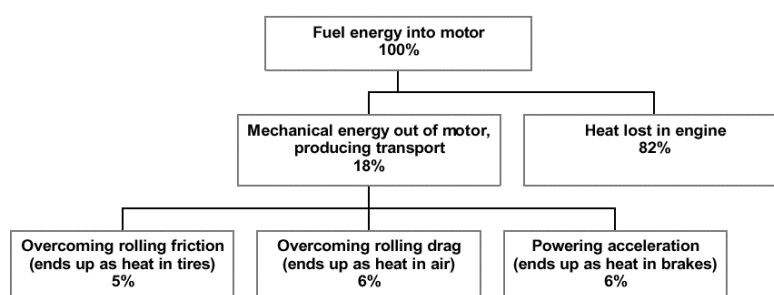 Fuel energy into motor
100%
Mechanical energy out of motor,
producing transport
18%
Heat lost in engine
82%
Overcoming rolling friction
(ends up as heat in tires)
5%
Overcoming rolling drag
(ends up as heat in air)
6%
Powering acceleration
(ends up as heat in brakes)
6%